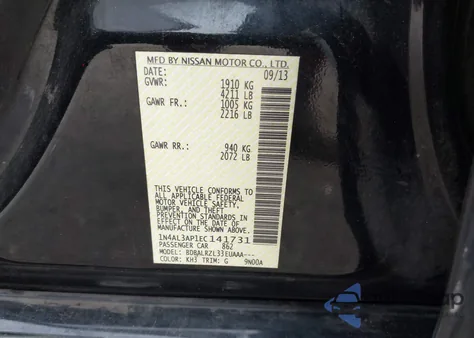 MFD BY NISSAN MOTOR CO., LTD.
DATE: 09/13
GVWR: 1910 KG
4211 LB
GAWR FR.: 1005 KG
2216 LB
GAWR RR.: 940 KG
2072 LB
THIS VEHICLE CONFORMS TO
ALL APPLICABLE FEDERAL
MOTOR VEHICLE SAFETY,
BUMPER, AND THEFT
PREVENTION STANDARDS IN
EFFECT ON THE DATE OF
MANUFACTURE SHOWN ABOVE.
1N4AL3AP1EC141731
PASSENGER CAR 862
MODEL: BDBALRZL33EUAAA---
COLOR: KH3 TRIM: G 9N00A